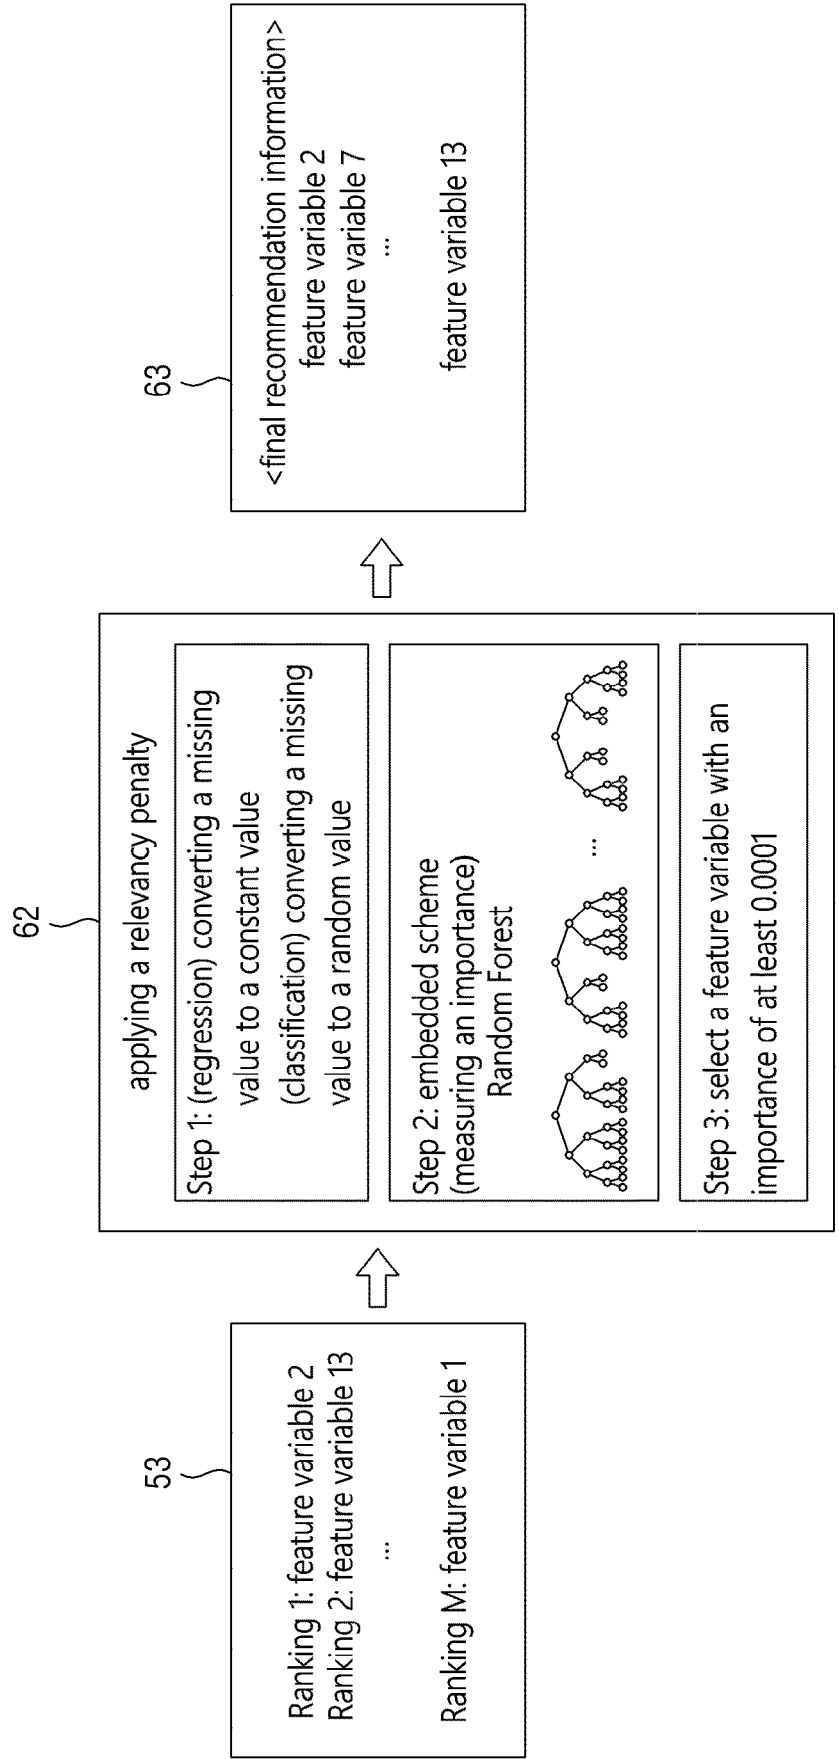 53
Ranking 1: feature variable 2
Ranking 2: feature variable 13
...
Ranking M: feature variable 1
62
applying a relevancy penalty
Step 1: (regression) converting a missing
value to a constant value
(classification) converting a missing
value to a random value
Step 2: embedded scheme
(measuring an importance)
Random Forest
...
Step 3: select a feature variable with an
importance of at least 0.0001
63
<final recommendation information>
feature variable 2
feature variable 7
...
feature variable 13